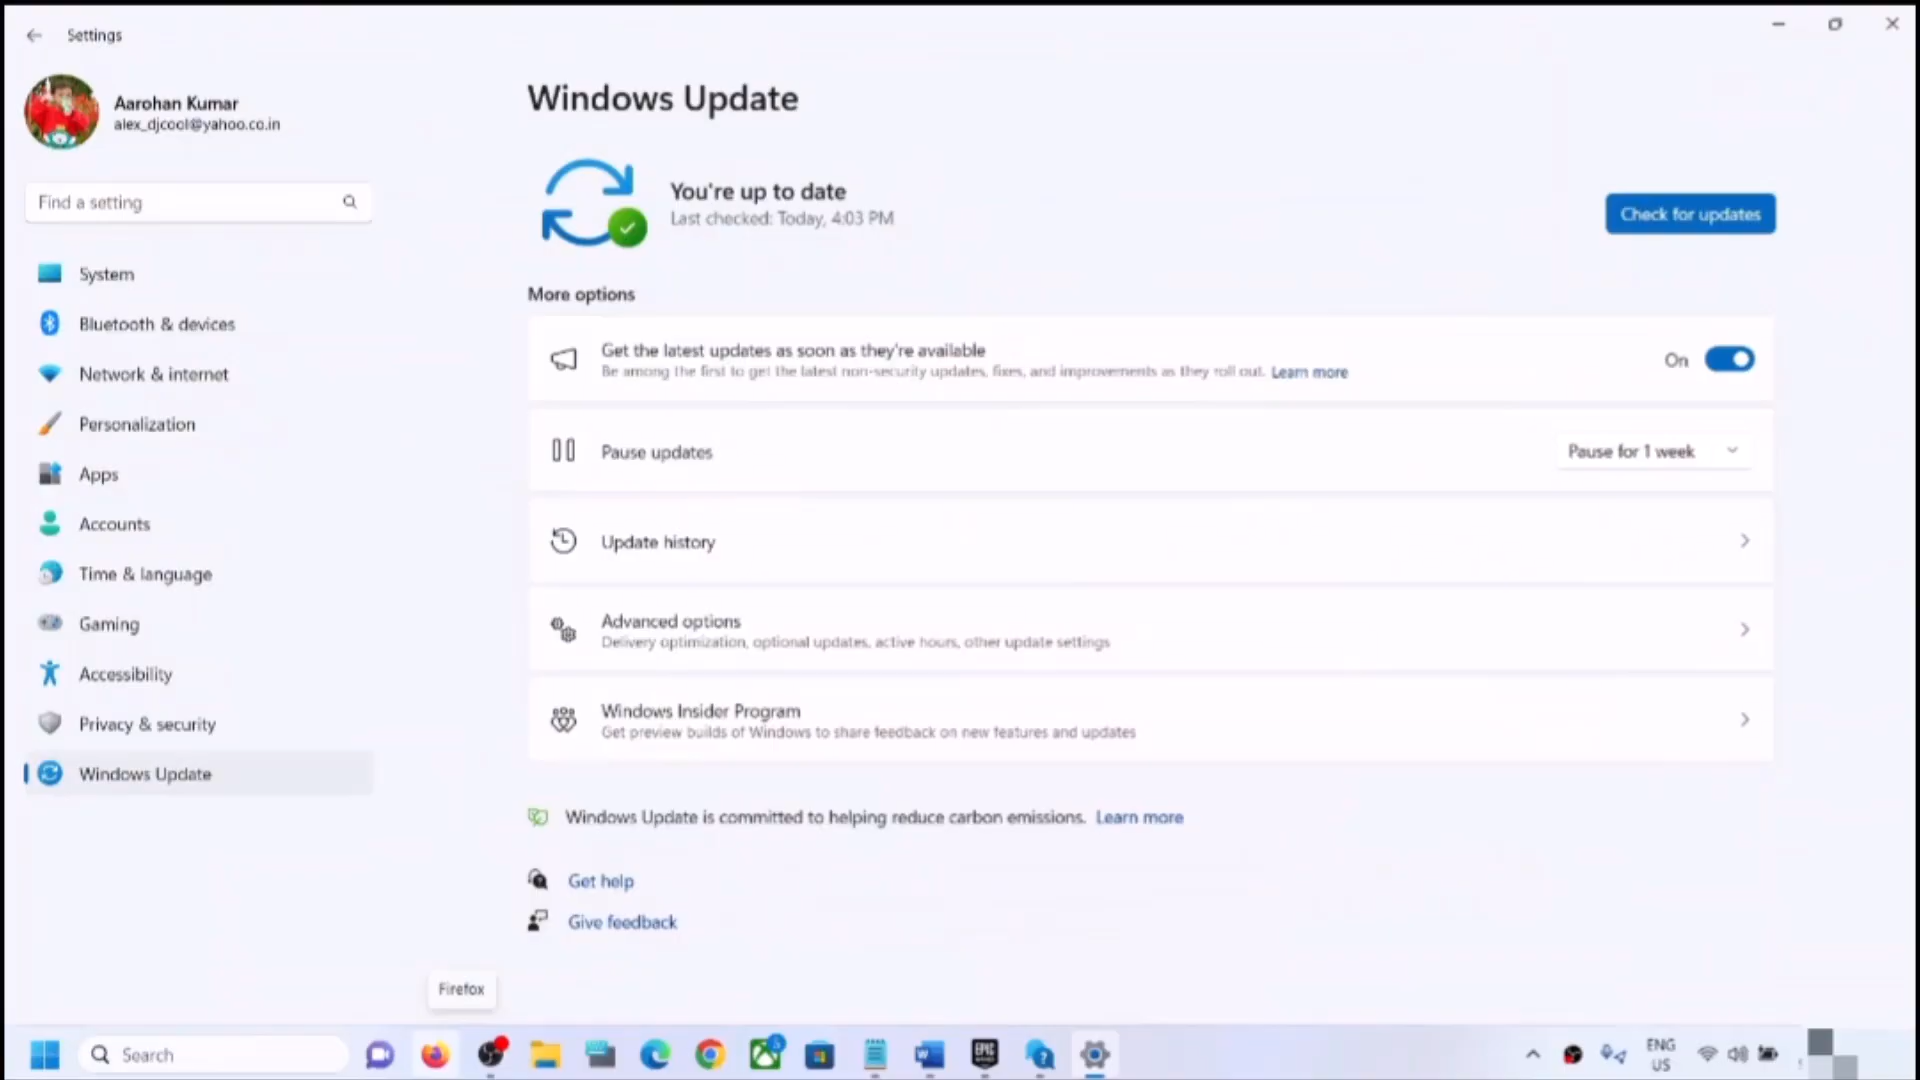 Settings
Aarohan Kumar
alex_djcool@yahoo.co.in
Find a setting
System
Bluetooth & devices
Network & internet
Personalization
Apps
Accounts
Time & language
Gaming
Accessibility
Privacy & security
Windows Update
Windows Update
You're up to date
Last checked: Today, 4:03 PM
Check for updates
More options
Get the latest updates as soon as they're available
Be among the first to get the latest non-security updates, fixes, and improvements as they roll out. Learn more
On
Pause updates
Pause for 1 week
Update history
Advanced options
Delivery optimization, optional updates, active hours, other update settings
Windows Insider Program
Get preview builds of Windows to share feedback on new features and updates
Windows Update is committed to helping reduce carbon emissions. Learn more
Get help
Give feedback
Firefox
Search
EPIC
ENG
US